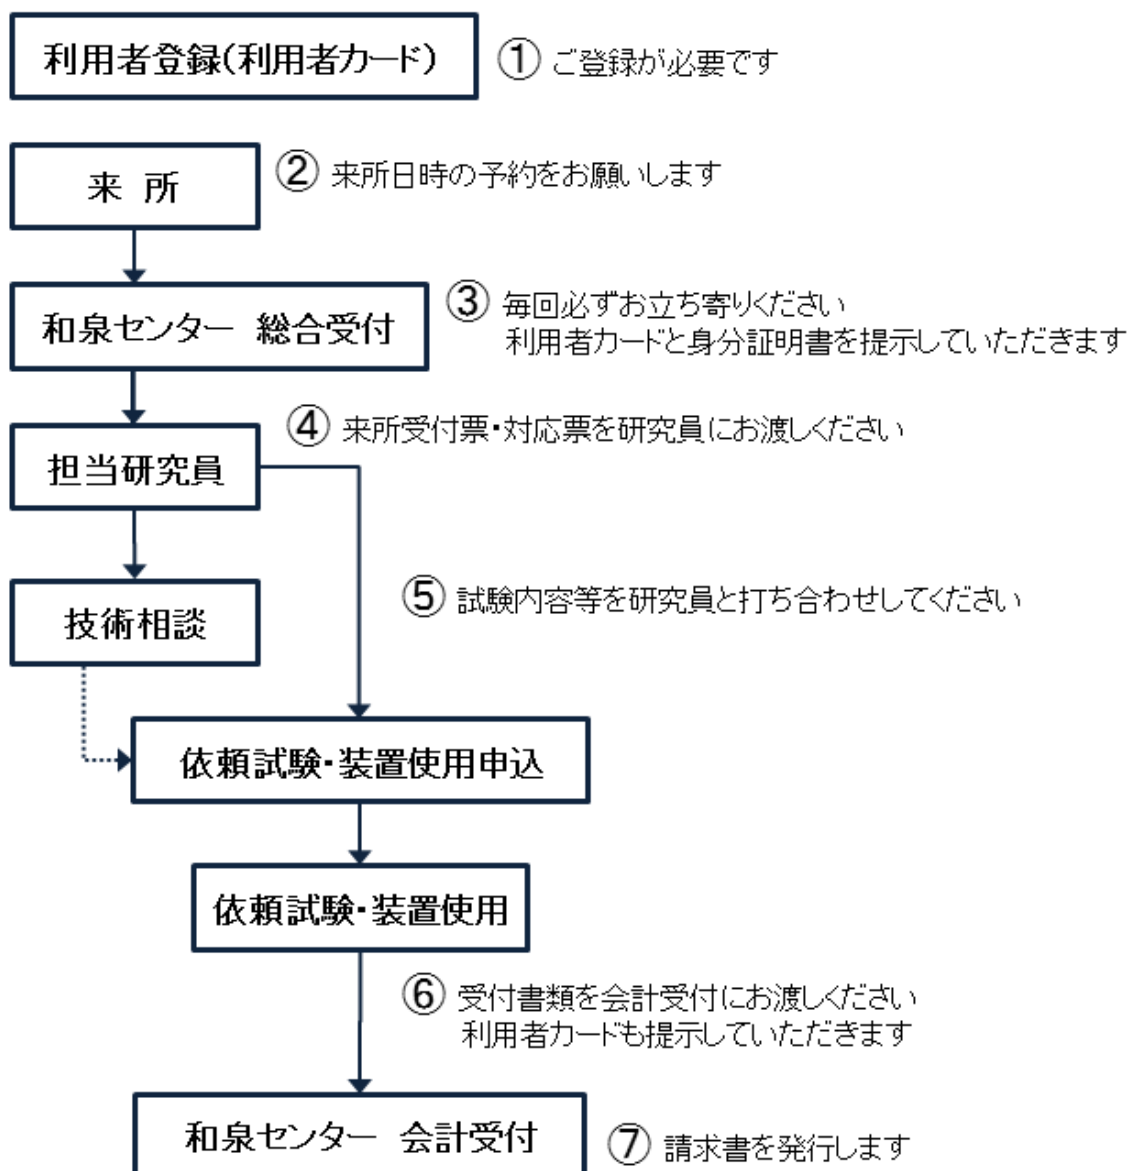 利用者登録(利用者カード)
① ご登録が必要です
来 所
② 来所日時の予約をお願いします
和泉センター 総合受付
③ 毎回必ずお立ち寄りください
利用者カードと身分証明書を提示していただきます
担当研究員
④ 来所受付票・対応票を研究員にお渡しください
技術相談
⑤ 試験内容等を研究員と打ち合わせしてください
依頼試験・装置使用申込
依頼試験・装置使用
⑥ 受付書類を会計受付にお渡しください
利用者カードも提示していただきます
和泉センター 会計受付
⑦ 請求書を発行します